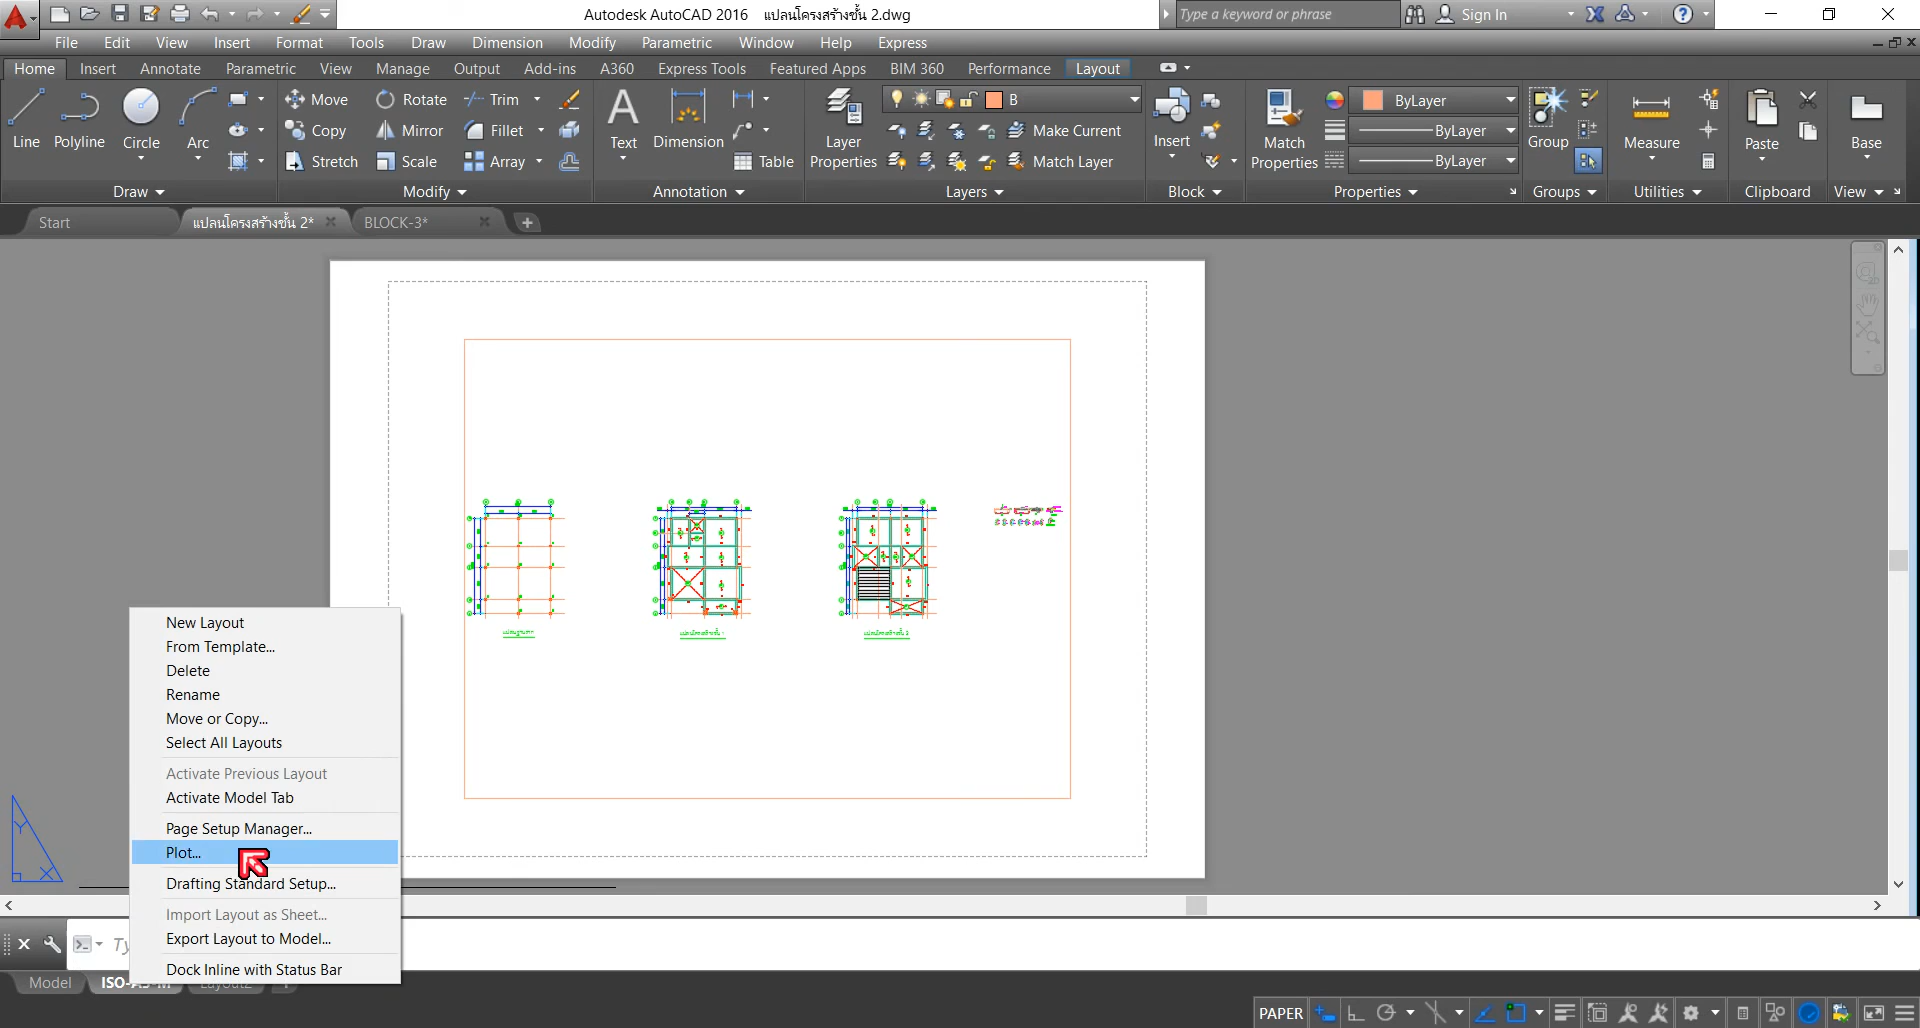 Autodesk AutoCAD 2016 แปลนโครงสร้างชั้น 2.dwg
Type a keyword or phrase
Sign In
File Edit View Insert Format Tools Draw Dimension Modify Parametric Window Help Express
Home Insert Annotate Parametric View Manage Output Add-ins A360 Express Tools Featured Apps BIM 360 Performance Layout
Line Polyline Circle Arc
Move Rotate Trim
Copy Mirror Fillet
Stretch Scale Array
Text Dimension Table
Layer Properties
B
Make Current
Match Layer
Insert
Match Properties
ByLayer
ByLayer
ByLayer
Group
Measure
Paste
Base
Draw Modify Annotation Layers Block Properties Groups Utilities Clipboard View
Start แปลนโครงสร้างชั้น 2* BLOCK-3*
New Layout
From Template...
Delete
Rename
Move or Copy...
Select All Layouts
Activate Previous Layout
Activate Model Tab
Page Setup Manager...
Plot...
Drafting Standard Setup...
Import Layout as Sheet...
Export Layout to Model...
Dock Inline with Status Bar
Y
X
Model Layout2
PAPER